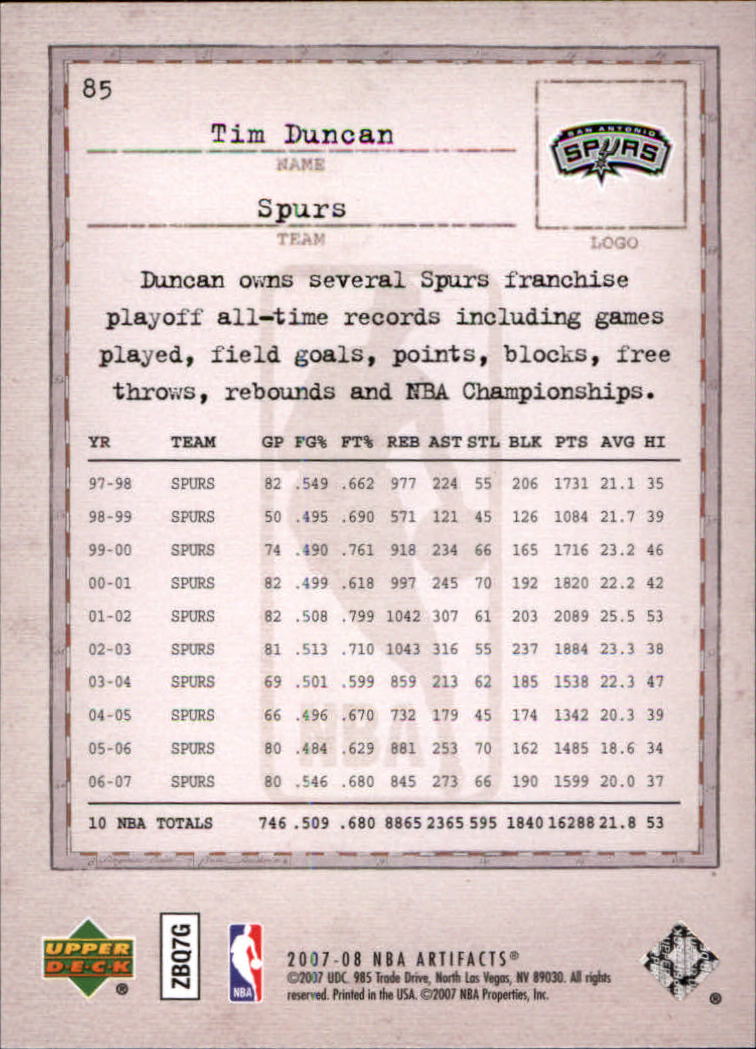 85
Tim Duncan
NAME
SAN ANTONIO
SPURS
Spurs
TEAM
LOGO
Duncan owns several Spurs franchise
playoff all-time records including games
played, field goals, points, blocks, free
throws, rebounds and NBA Championships.
YR TEAM GP FG% FT% REB AST STL BLK PTS AVG HI
97-98 SPURS 82 .549 .662 977 224 55 206 1731 21.1 35
98-99 SPURS 50 .495 .690 571 121 45 126 1084 21.7 39
99-00 SPURS 74 .490 .761 918 234 66 165 1716 23.2 46
00-01 SPURS 82 .499 .618 997 245 70 192 1820 22.2 42
01-02 SPURS 82 .508 .799 1042 307 61 203 2089 25.5 53
02-03 SPURS 81 .513 .710 1043 316 55 237 1884 23.3 38
03-04 SPURS 69 .501 .599 859 213 62 185 1538 22.3 47
04-05 SPURS 66 .496 .670 732 179 45 174 1342 20.3 39
05-06 SPURS 80 .484 .629 881 253 70 162 1485 18.6 34
06-07 SPURS 80 .546 .680 845 273 66 190 1599 20.0 37
NBA
10 NBA TOTALS 746 .509 .680 8865 2365 595 1840 16288 21.8 53
UPPER
DECK®
ZBQ7G
NBA
2007-08 NBA ARTIFACTS®
©2007 UDC. 985 Trade Drive, North Las Vegas, NV 89030. All rights
reserved. Printed in the USA. ©2007 NBA Properties, Inc.
®